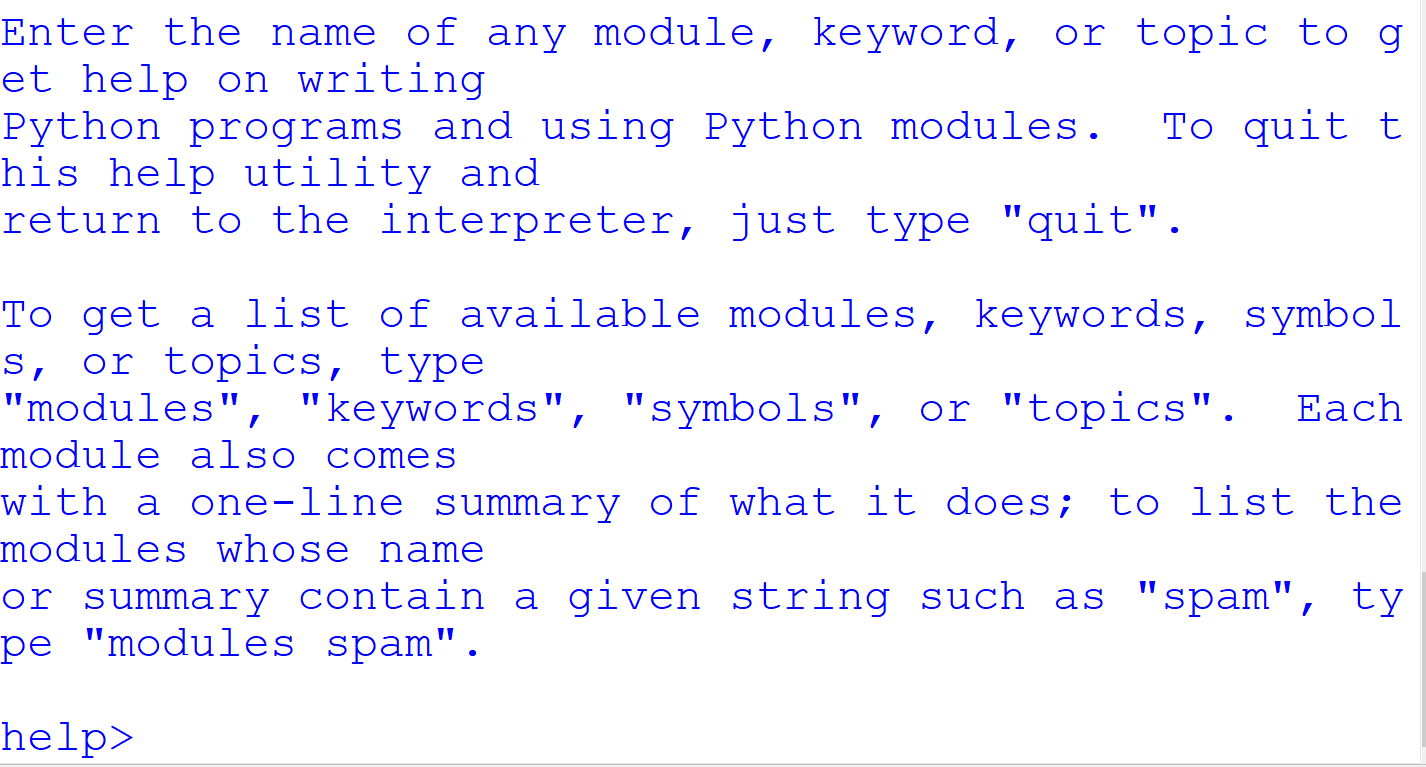 Enter the name of any module, keyword, or topic to g
et help on writing
Python programs and using Python modules.  To quit t
his help utility and
return to the interpreter, just type "quit".

To get a list of available modules, keywords, symbol
s, or topics, type
"modules", "keywords", "symbols", or "topics".  Each
module also comes
with a one-line summary of what it does; to list the
modules whose name
or summary contain a given string such as "spam", ty
pe "modules spam".

help>